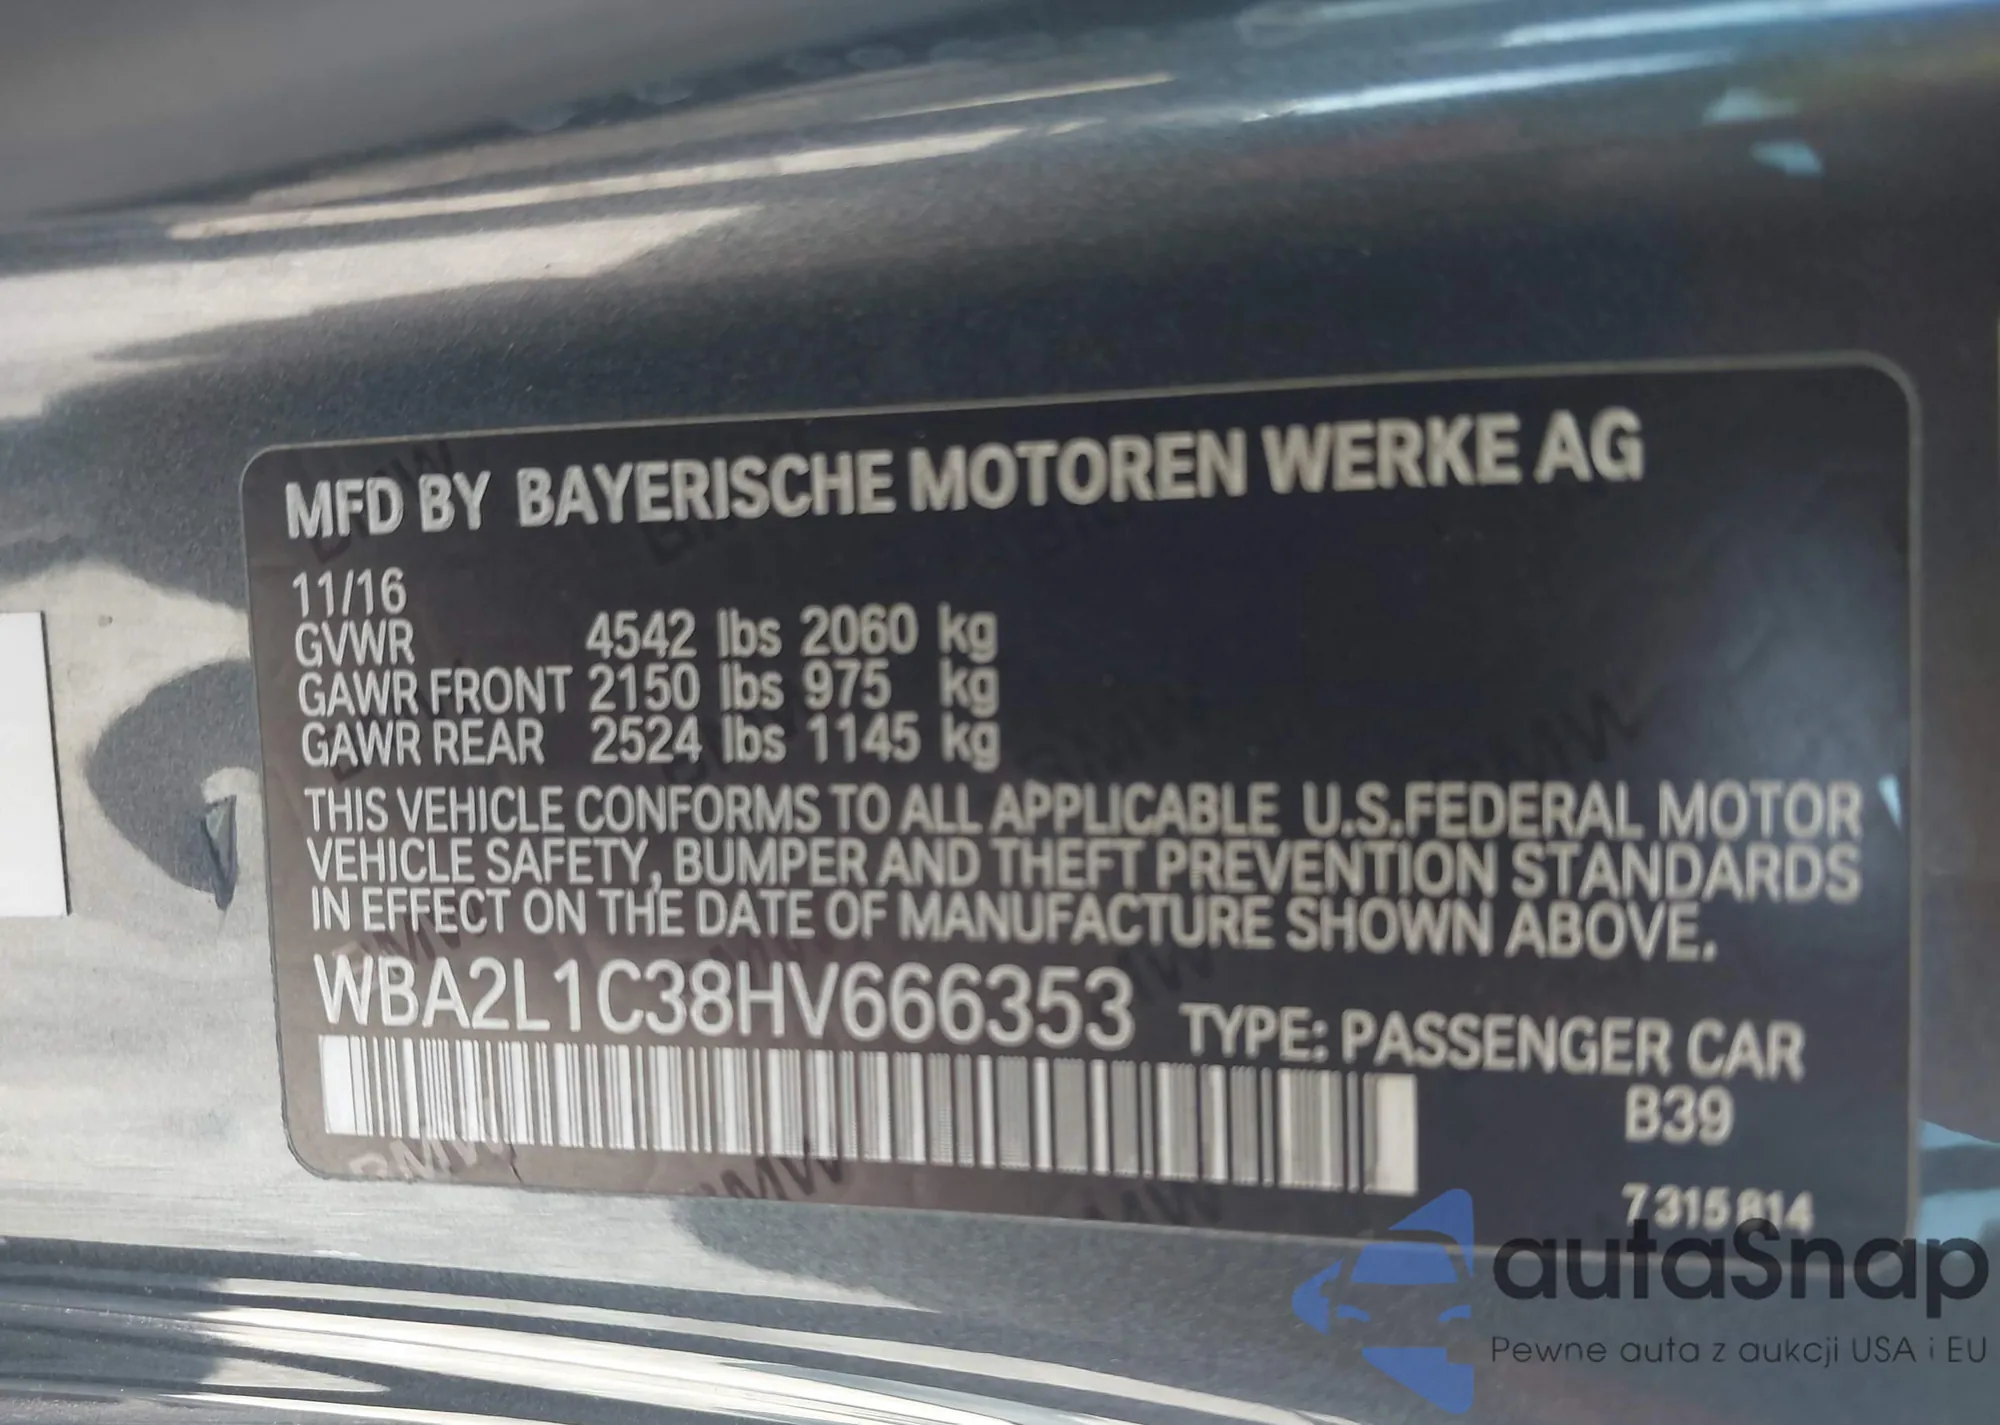 MFD BY BAYERISCHE MOTOREN WERKE AG
11/16
GVWR 4542 lbs 2060 kg
GAWR FRONT 2150 lbs 975 kg
GAWR REAR 2524 lbs 1145 kg
THIS VEHICLE CONFORMS TO ALL APPLICABLE U.S.FEDERAL MOTOR
VEHICLE SAFETY, BUMPER AND THEFT PREVENTION STANDARDS
IN EFFECT ON THE DATE OF MANUFACTURE SHOWN ABOVE.
WBA2L1C38HV666353 TYPE: PASSENGER CAR
B39
7 315 814
autaSnap
Pewne auta z aukcji USA i EU